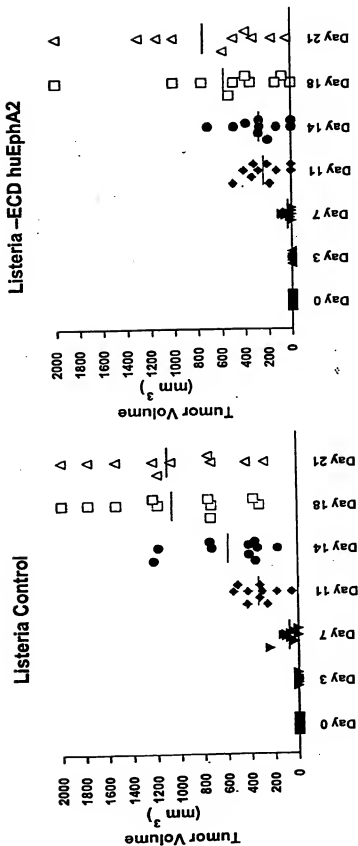 Listeria Control
Tumor Volume
(mm3)
2000
1800
1600
1400
1200
1000
800
600
400
200
0
Day 0
Day 3
Day 7
Day 11
Day 14
Day 18
Day 21
Listeria –ECD huEphA2
Tumor Volume
(mm3)
2000
1800
1600
1400
1200
1000
800
600
400
200
0
Day 0
Day 3
Day 7
Day 11
Day 14
Day 18
Day 21